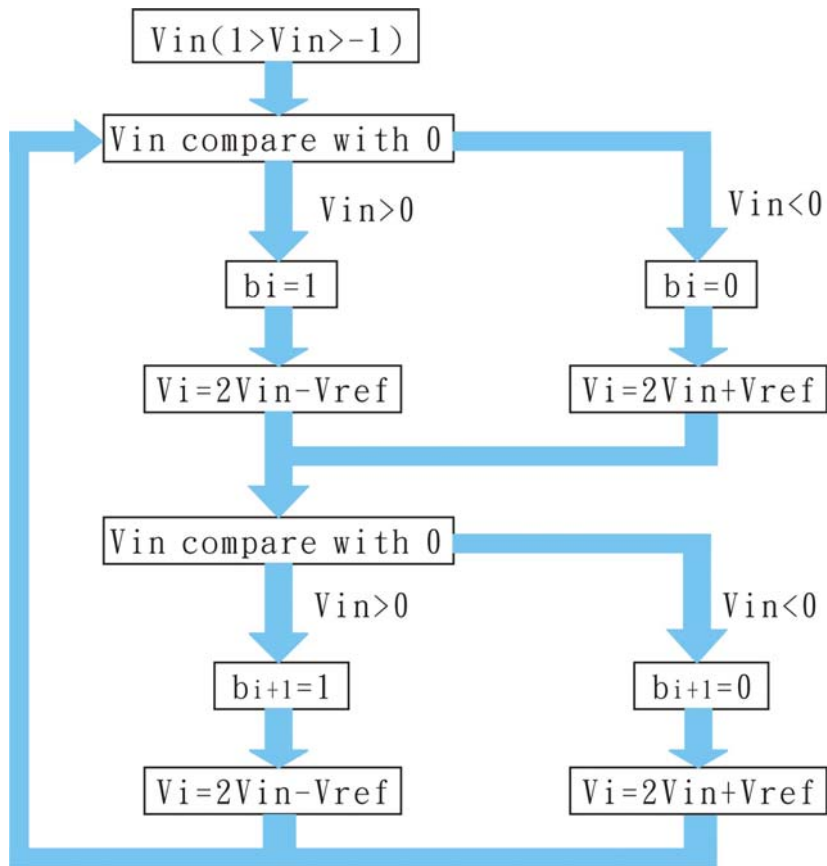 Vin(1>Vin>-1)
Vin compare with 0
Vin>0
Vin<0
bi=1
bi=0
Vi=2Vin-Vref
Vi=2Vin+Vref
Vin compare with 0
Vin>0
Vin<0
bi+1=1
bi+1=0
Vi=2Vin-Vref
Vi=2Vin+Vref